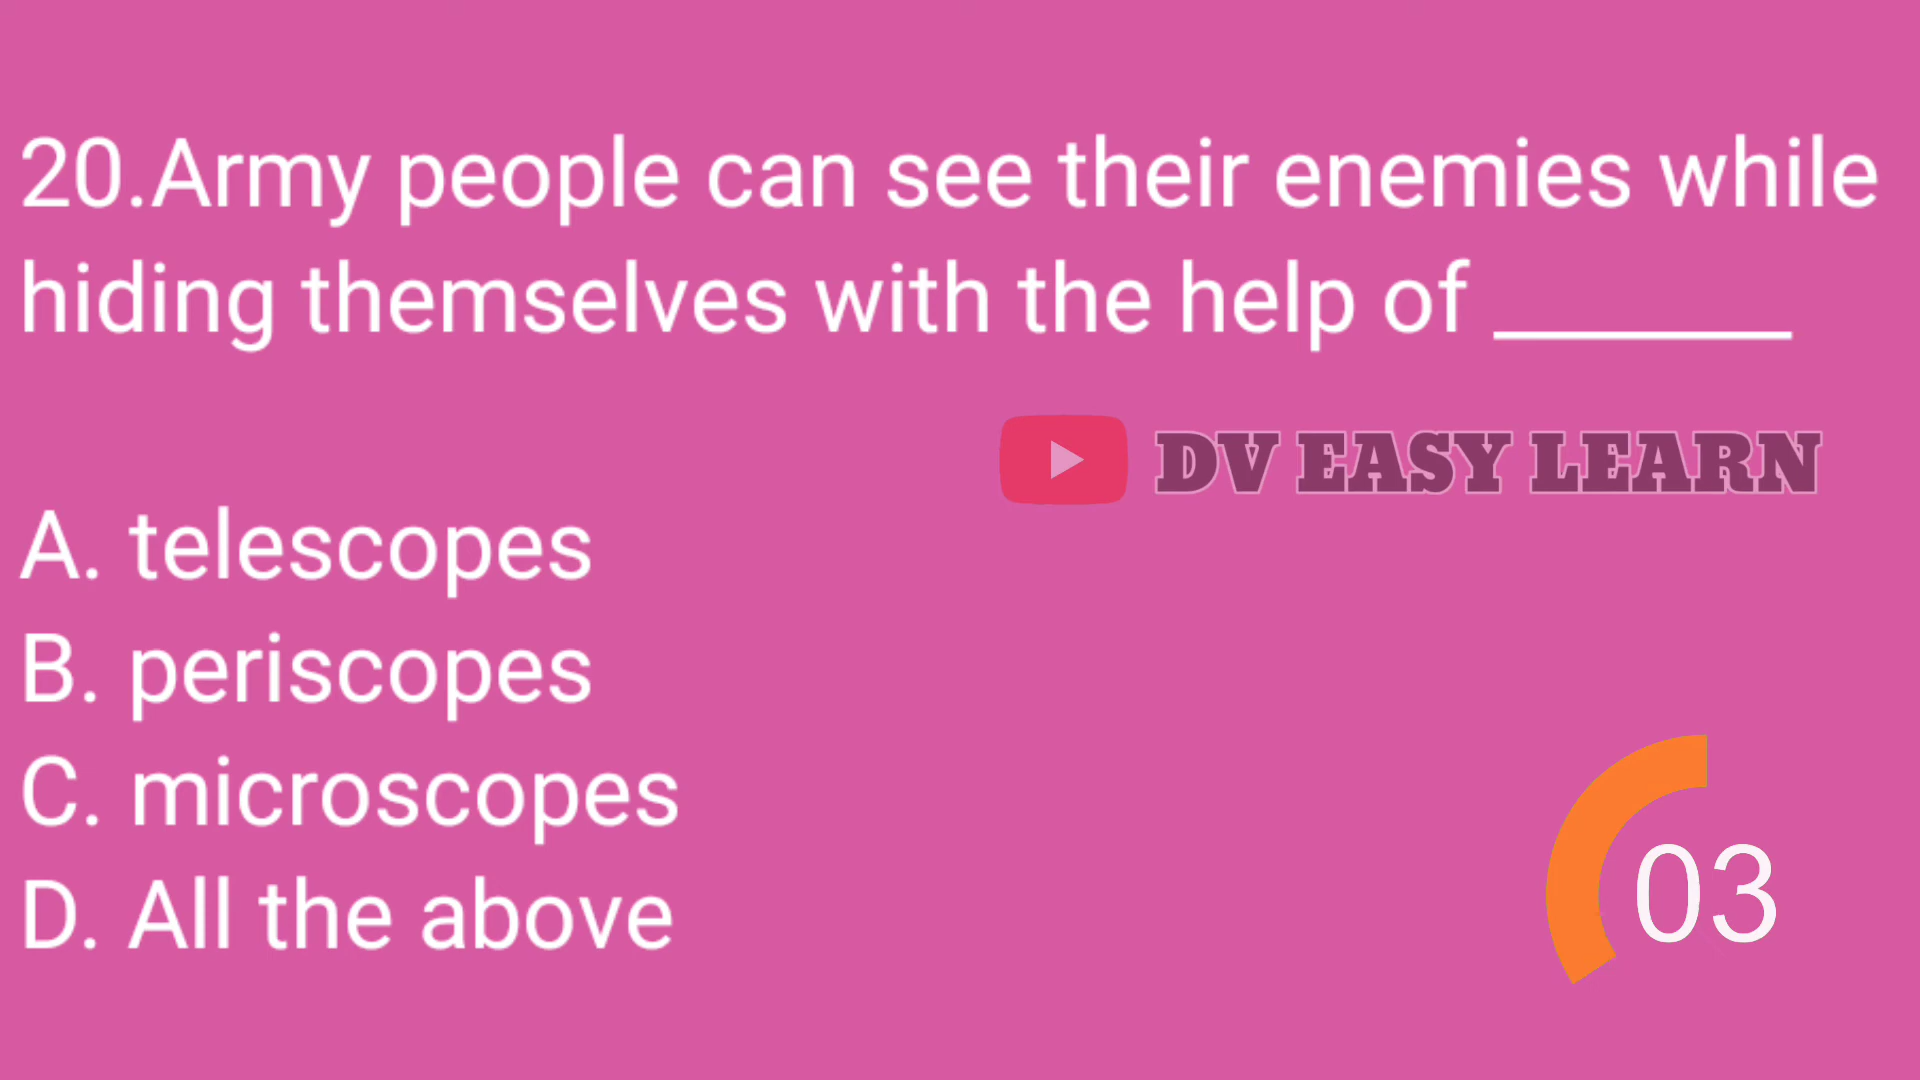 20.Army people can see their enemies while
hiding themselves with the help of ______
DV EASY LEARN
A. telescopes
B. periscopes
C. microscopes
D. All the above
03